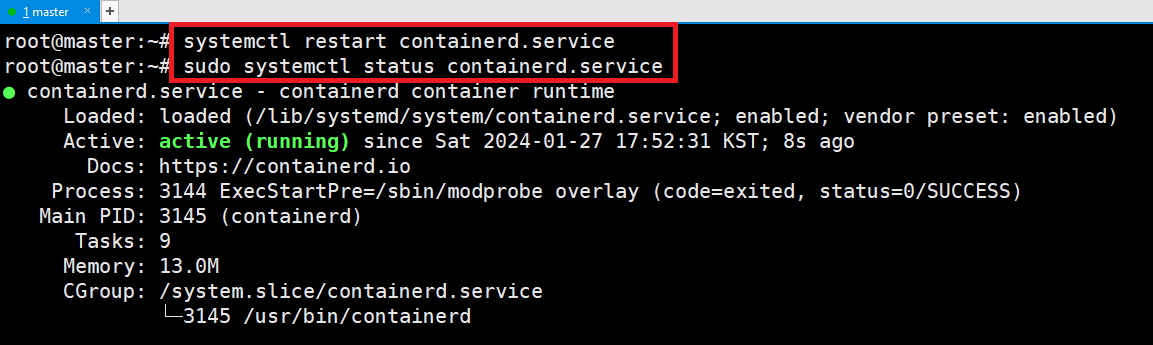 1 master
root@master:~# systemctl restart containerd.service
root@master:~# sudo systemctl status containerd.service
● containerd.service - containerd container runtime
Loaded: loaded (/lib/systemd/system/containerd.service; enabled; vendor preset: enabled)
Active: active (running) since Sat 2024-01-27 17:52:31 KST; 8s ago
Docs: https://containerd.io
Process: 3144 ExecStartPre=/sbin/modprobe overlay (code=exited, status=0/SUCCESS)
Main PID: 3145 (containerd)
Tasks: 9
Memory: 13.0M
CGroup: /system.slice/containerd.service
└─3145 /usr/bin/containerd